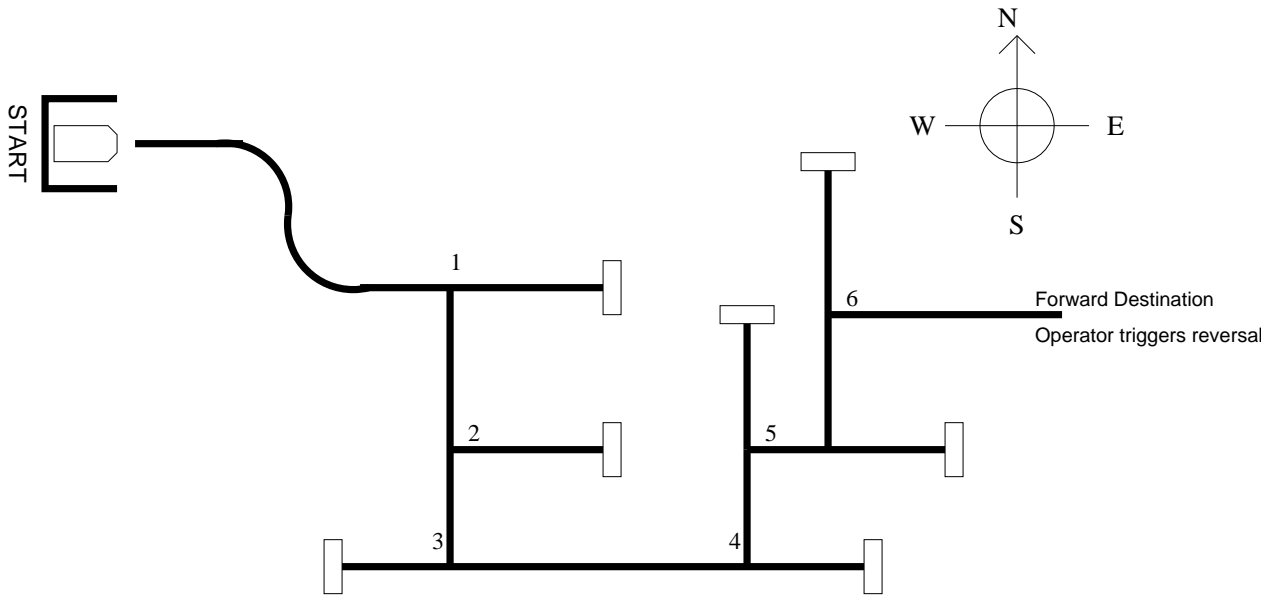 N
START
W
E
S
1
6
Forward Destination
Operator triggers reversal
2
5
3
4